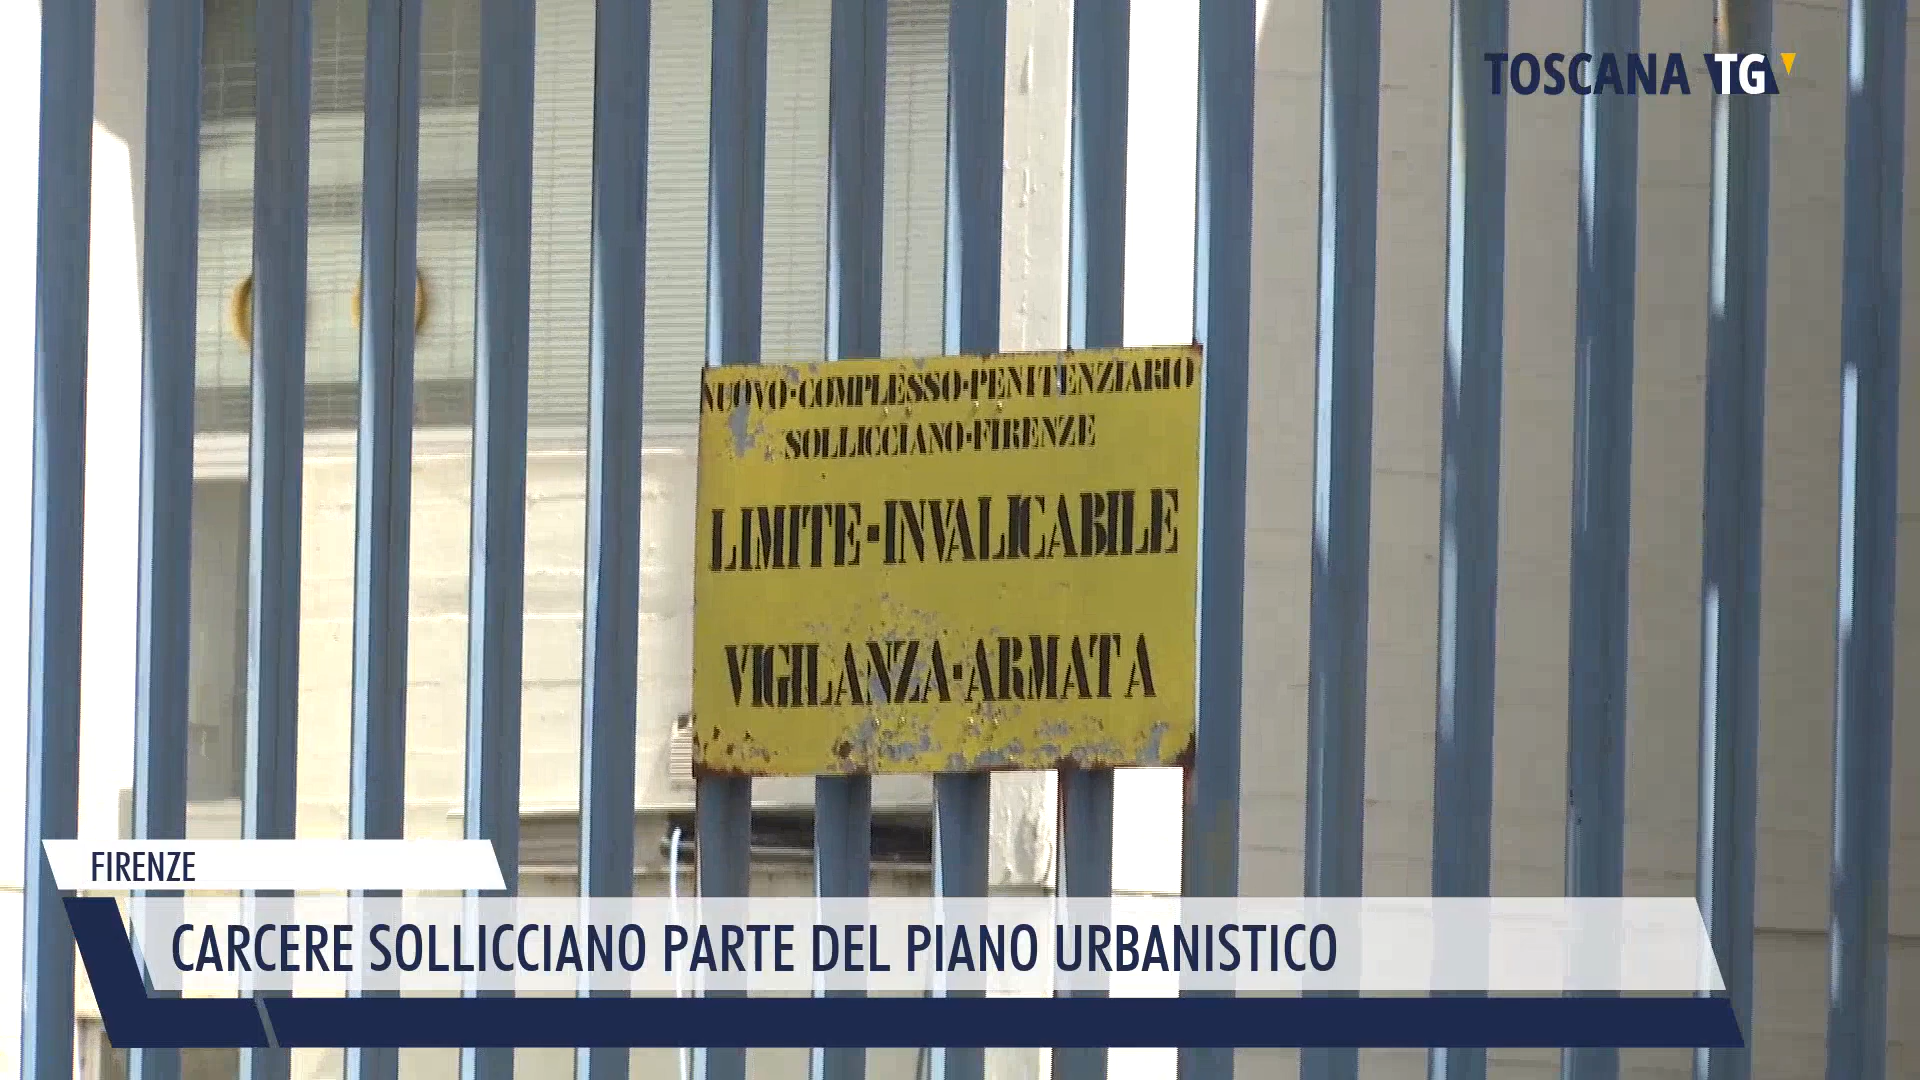 TOSCANA TG
NUOVO·COMPLESSO·PENITENZIARIO
SOLLICCIANO·FIRENZE
LIMITE·INVALICABILE
VIGILANZA·ARMATA
FIRENZE
CARCERE SOLLICCIANO PARTE DEL PIANO URBANISTICO